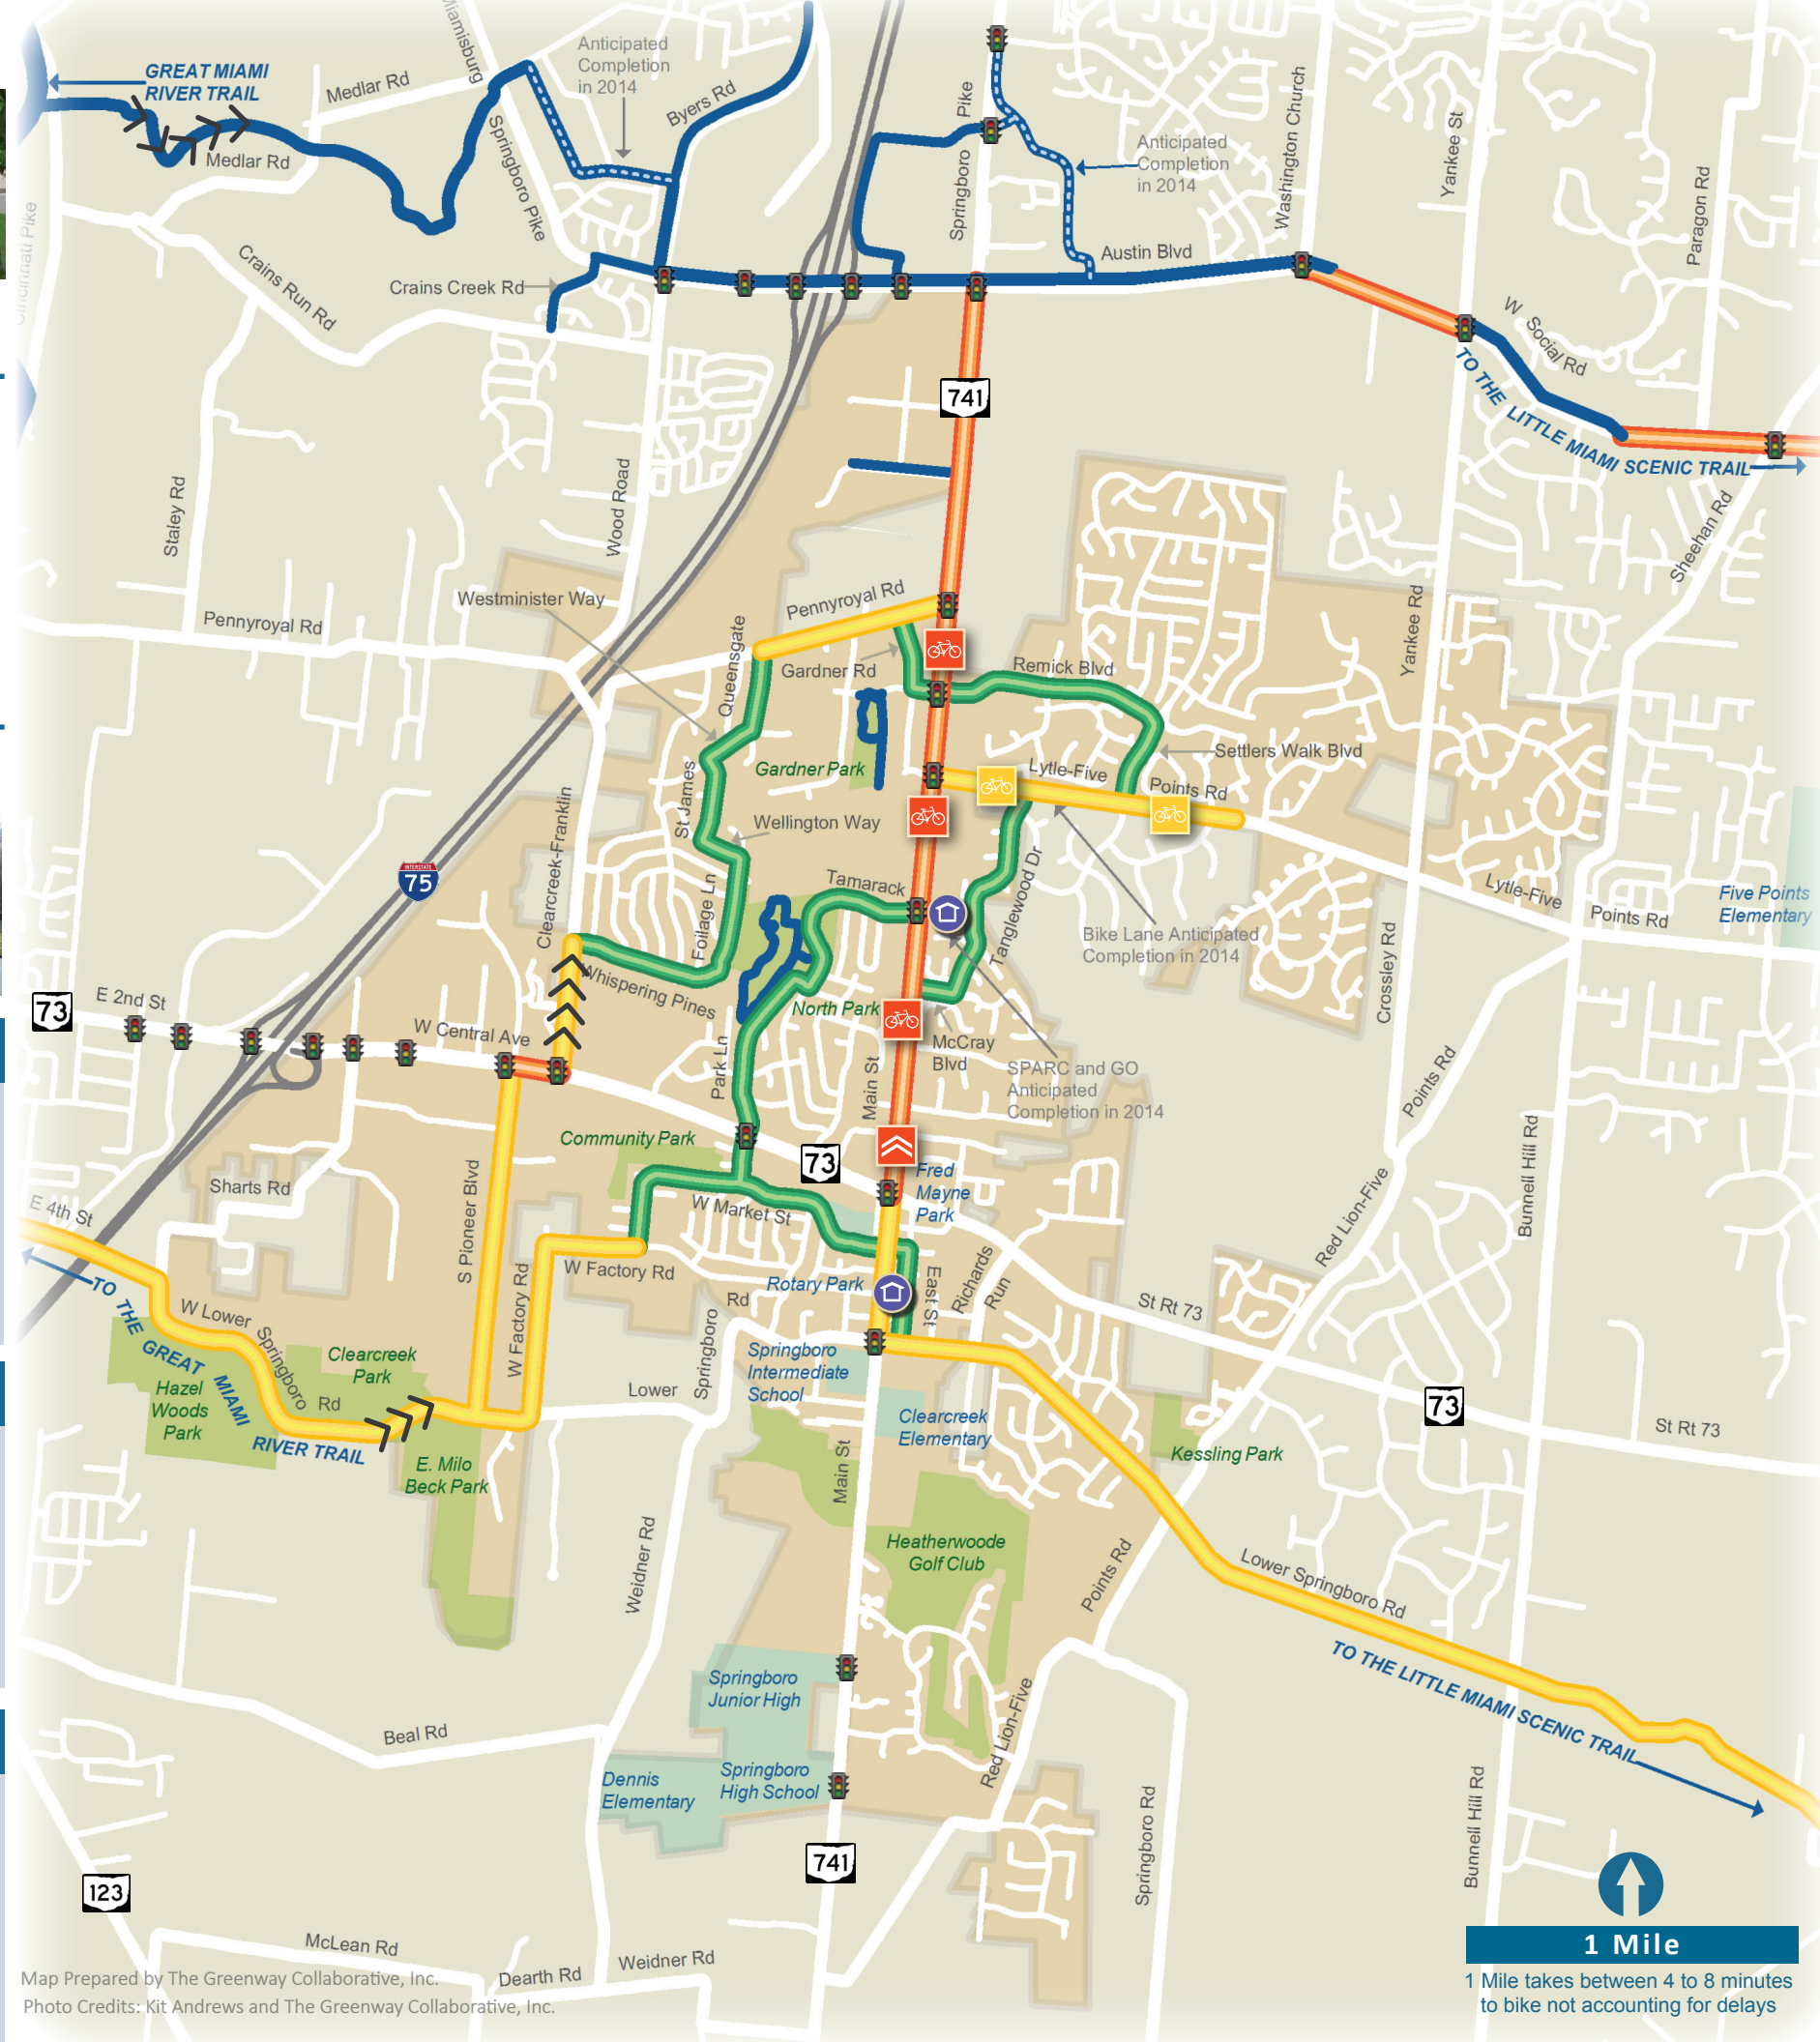 GREAT MIAMI
RIVER TRAIL
Medlar Rd
Medlar Rd
Miamisburg
Springboro Pike
Anticipated
Completion
in 2014
Byers Rd
Springboro Pike
Anticipated
Completion
in 2014
Washington Church
Yankee St
Paragon Rd
Cincinnati Pike
Crains Run Rd
Crains Creek Rd
Austin Blvd
W Social Rd
TO THE LITTLE MIAMI SCENIC TRAIL
741
Staley Rd
Wood Road
Sheehan Rd
Westminister Way
Pennyroyal Rd
Pennyroyal Rd
Queensgate
Gardner Rd
Remick Blvd
Yankee Rd
Settlers Walk Blvd
Gardner Park
Lytle-Five
Points Rd
St James
Wellington Way
Clearcreek-Franklin
INTERSTATE
75
Foilage Ln
Tamarack
Tanglewood Dr
Lytle-Five
Points Rd
Five Points
Elementary
Bike Lane Anticipated
Completion in 2014
Crossley Rd
73
E 2nd St
Whispering Pines
North Park
W Central Ave
Park Ln
Main St
McCray
Blvd
SPARC and GO
Anticipated
Completion in 2014
Points Rd
Community Park
73
Fred
Mayne
Park
Sharts Rd
E 4th St
S Pioneer Blvd
W Market St
Red Lion-Five
Bunnell Hill Rd
W Factory Rd
W Factory Rd
Rotary Park
East St
Richards
Run
St Rt 73
TO THE GREAT MIAMI
RIVER TRAIL
W Lower
Springboro
Rd
Clearcreek
Park
Hazel
Woods
Park
Rd
Springboro
Lower
Springboro
Intermediate
School
73
St Rt 73
Clearcreek
Elementary
Kessling Park
E. Milo
Beck Park
Main St
Heatherwoode
Golf Club
Weidner Rd
Points Rd
Lower Springboro Rd
TO THE LITTLE MIAMI SCENIC TRAIL
Springboro
Junior High
Red Lion-Five
Beal Rd
Springboro
High School
Dennis
Elementary
Springboro Rd
Bunnell Hill Rd
741
123
McLean Rd
Dearth Rd
Weidner Rd
1 Mile
1 Mile takes between 4 to 8 minutes
to bike not accounting for delays
Map Prepared by The Greenway Collaborative, Inc.
Photo Credits: Kit Andrews and The Greenway Collaborative, Inc.